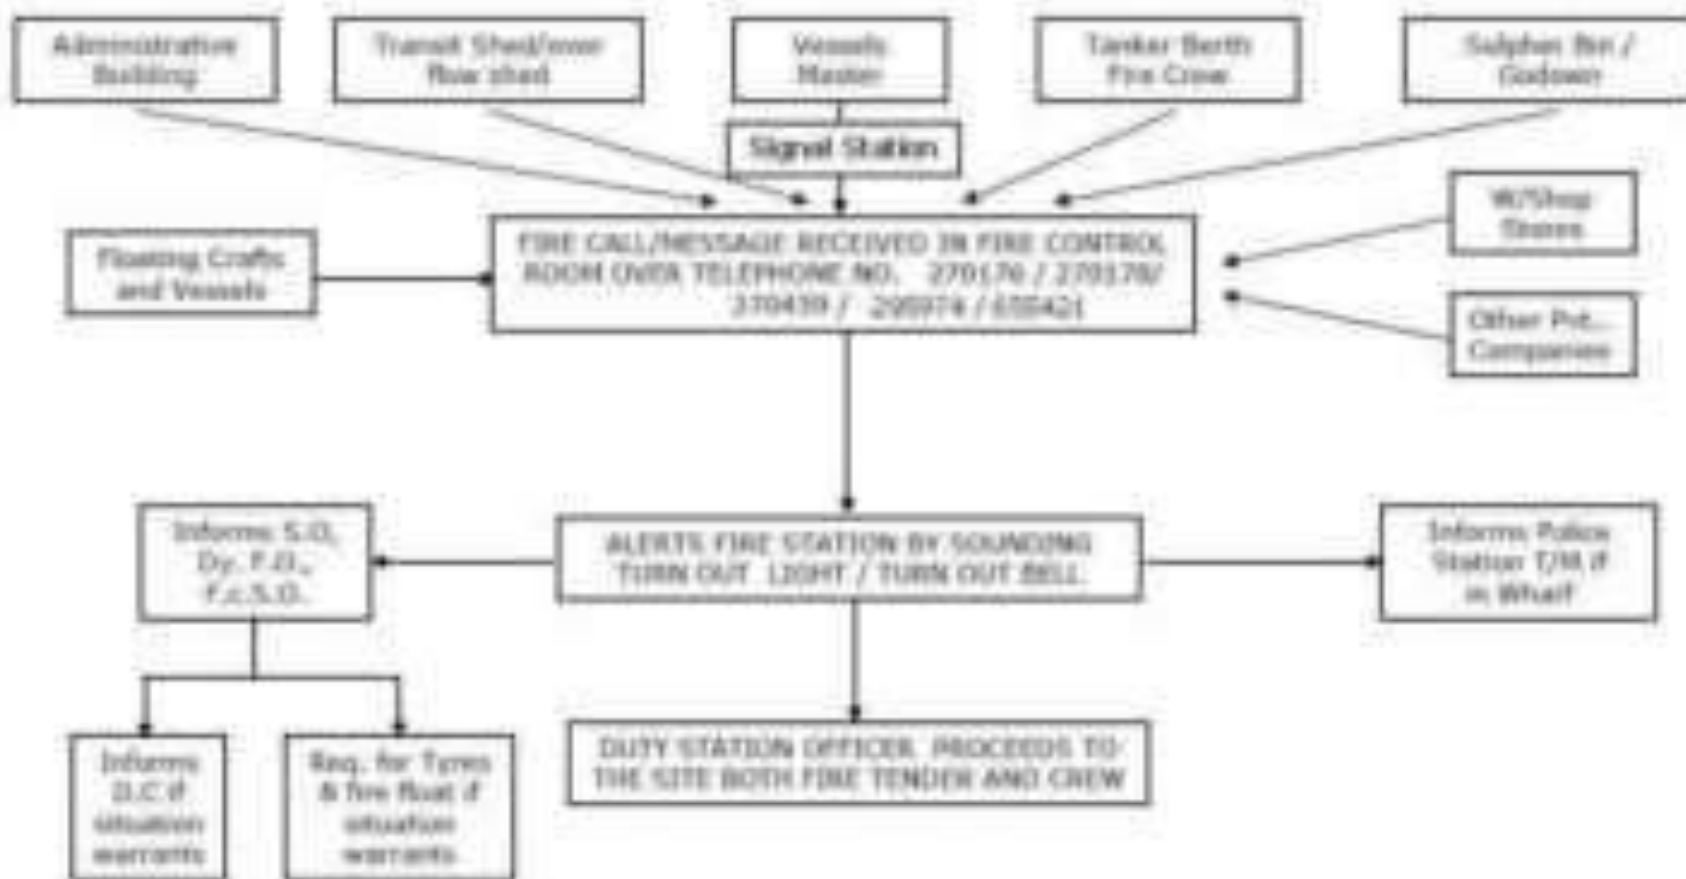 Administrative
Building
Transit Shed/over
flow shed
Vessels
Master
Tanker Berth
Fire Crew
Sulphur Bin /
Godown
Signal Station
W/Shop
Stores
Floating Crafts
and Vessels
FIRE CALL/MESSAGE RECEIVED IN FIRE CONTROL
ROOM OVER TELEPHONE NO. 270176 / 270178/
270439 /
Other Pvt..
Companies
Informs S.O,
Dy. F.O.,
ALERTS FIRE STATION BY SOUNDING
TURN OUT LIGHT / TURN OUT BELL
Informs Police
Station T/M if
in Wharf
Informs
D.C if
situation
warrants
Req. for
& fire float if
situation
warrants
DUTY STATION OFFICER PROCEEDS TO
THE SITE BOTH FIRE TENDER AND CREW